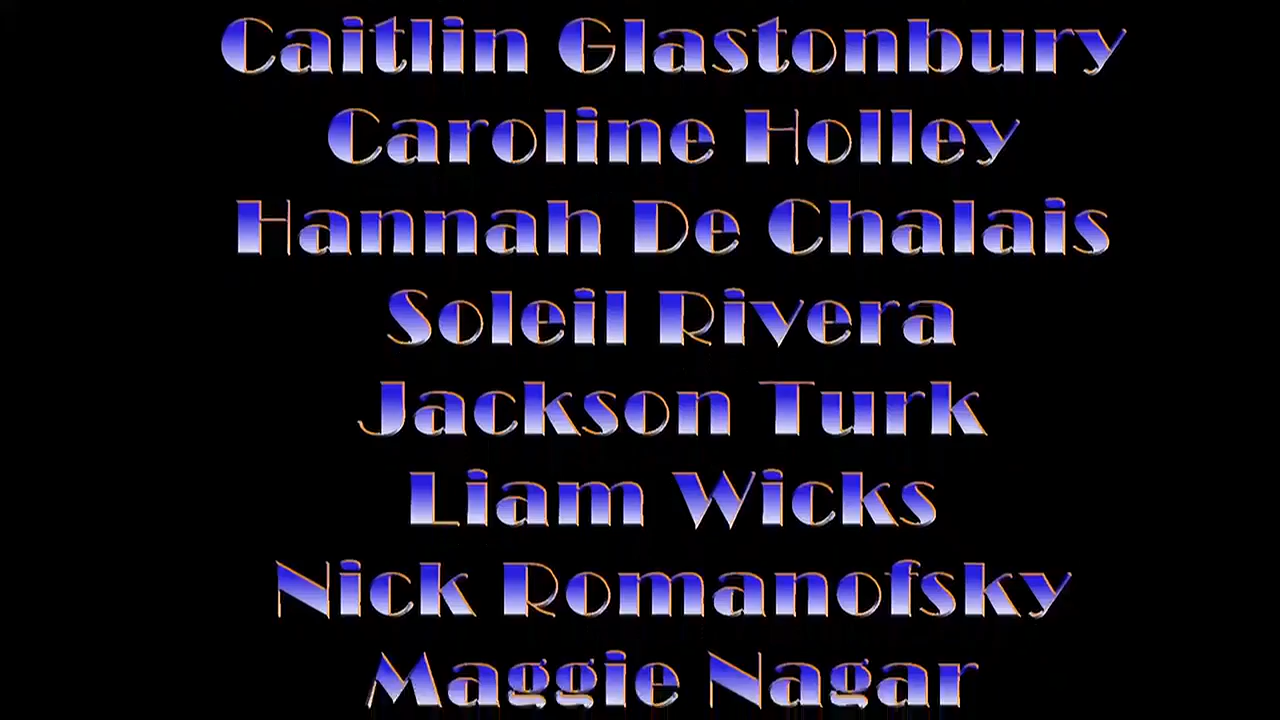 Caitlin Glastonbury
Caroline Holley
Hannah De Chalais
Soleil Rivera
Jackson Turk
Liam Wicks
Nick Romanofsky
Maggie Nagar